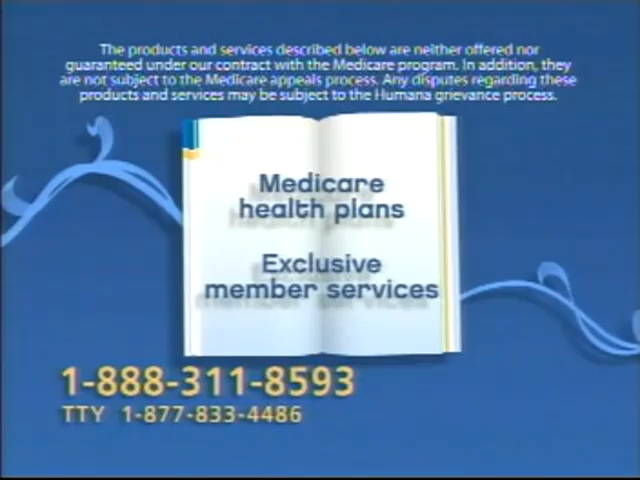 The products and services described below are neither offered nor
guaranteed under our contract with the Medicare program. In addition, they
are not subject to the Medicare appeals process. Any disputes regarding these
products and services may be subject to the Humana grievance process.
Medicare
health plans
Exclusive
member services
1-888-311-8593
TTY 1-877-833-4486